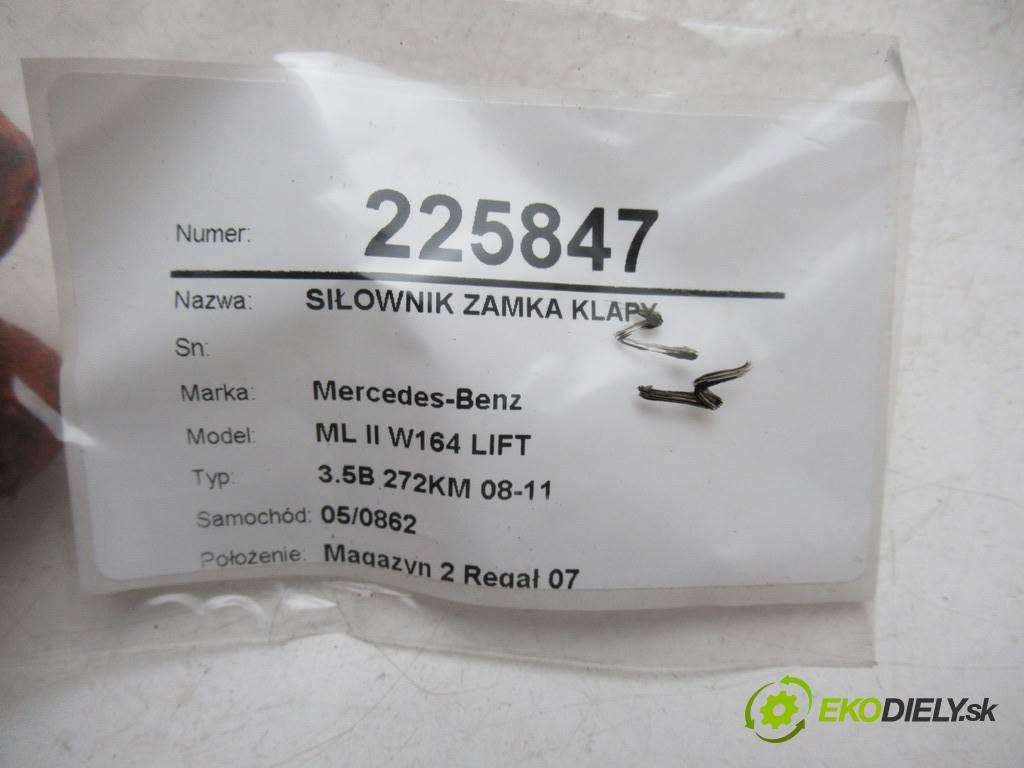 Numer: 225847
Nazwa: SIŁOWNIK ZAMKA KLAPY
Sn:
Marka: Mercedes-Benz
Model: ML II W164 LIFT
Typ: 3.5B 272KM 08-11
Samochód: 05/0862
Położenie: Magazyn 2 Regał 07
EKODIELY.sk